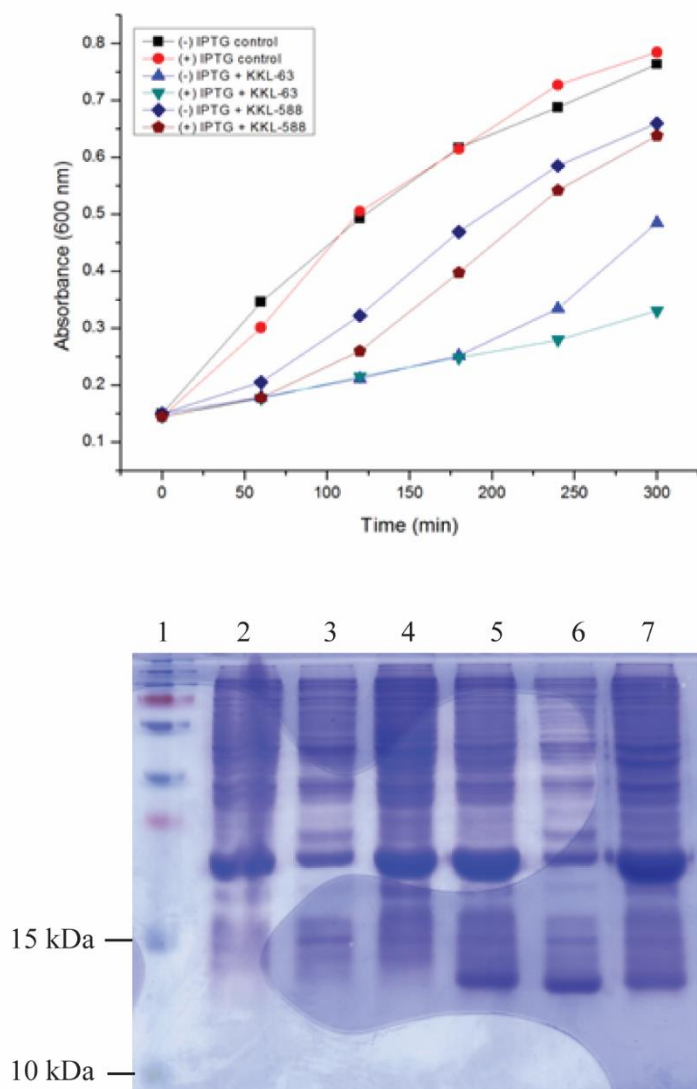 0.8
0.7
0.6
0.5
0.4
0.3
0.2
0.1
Absorbance (600 nm)
(-) IPTG control
(+) IPTG control
(-) IPTG + KKL-63
(+) IPTG + KKL-63
(-) IPTG + KKL-588
(+) IPTG + KKL-588
0 50 100 150 200 250 300
Time (min)
1 2 3 4 5 6 7
15 kDa
10 kDa